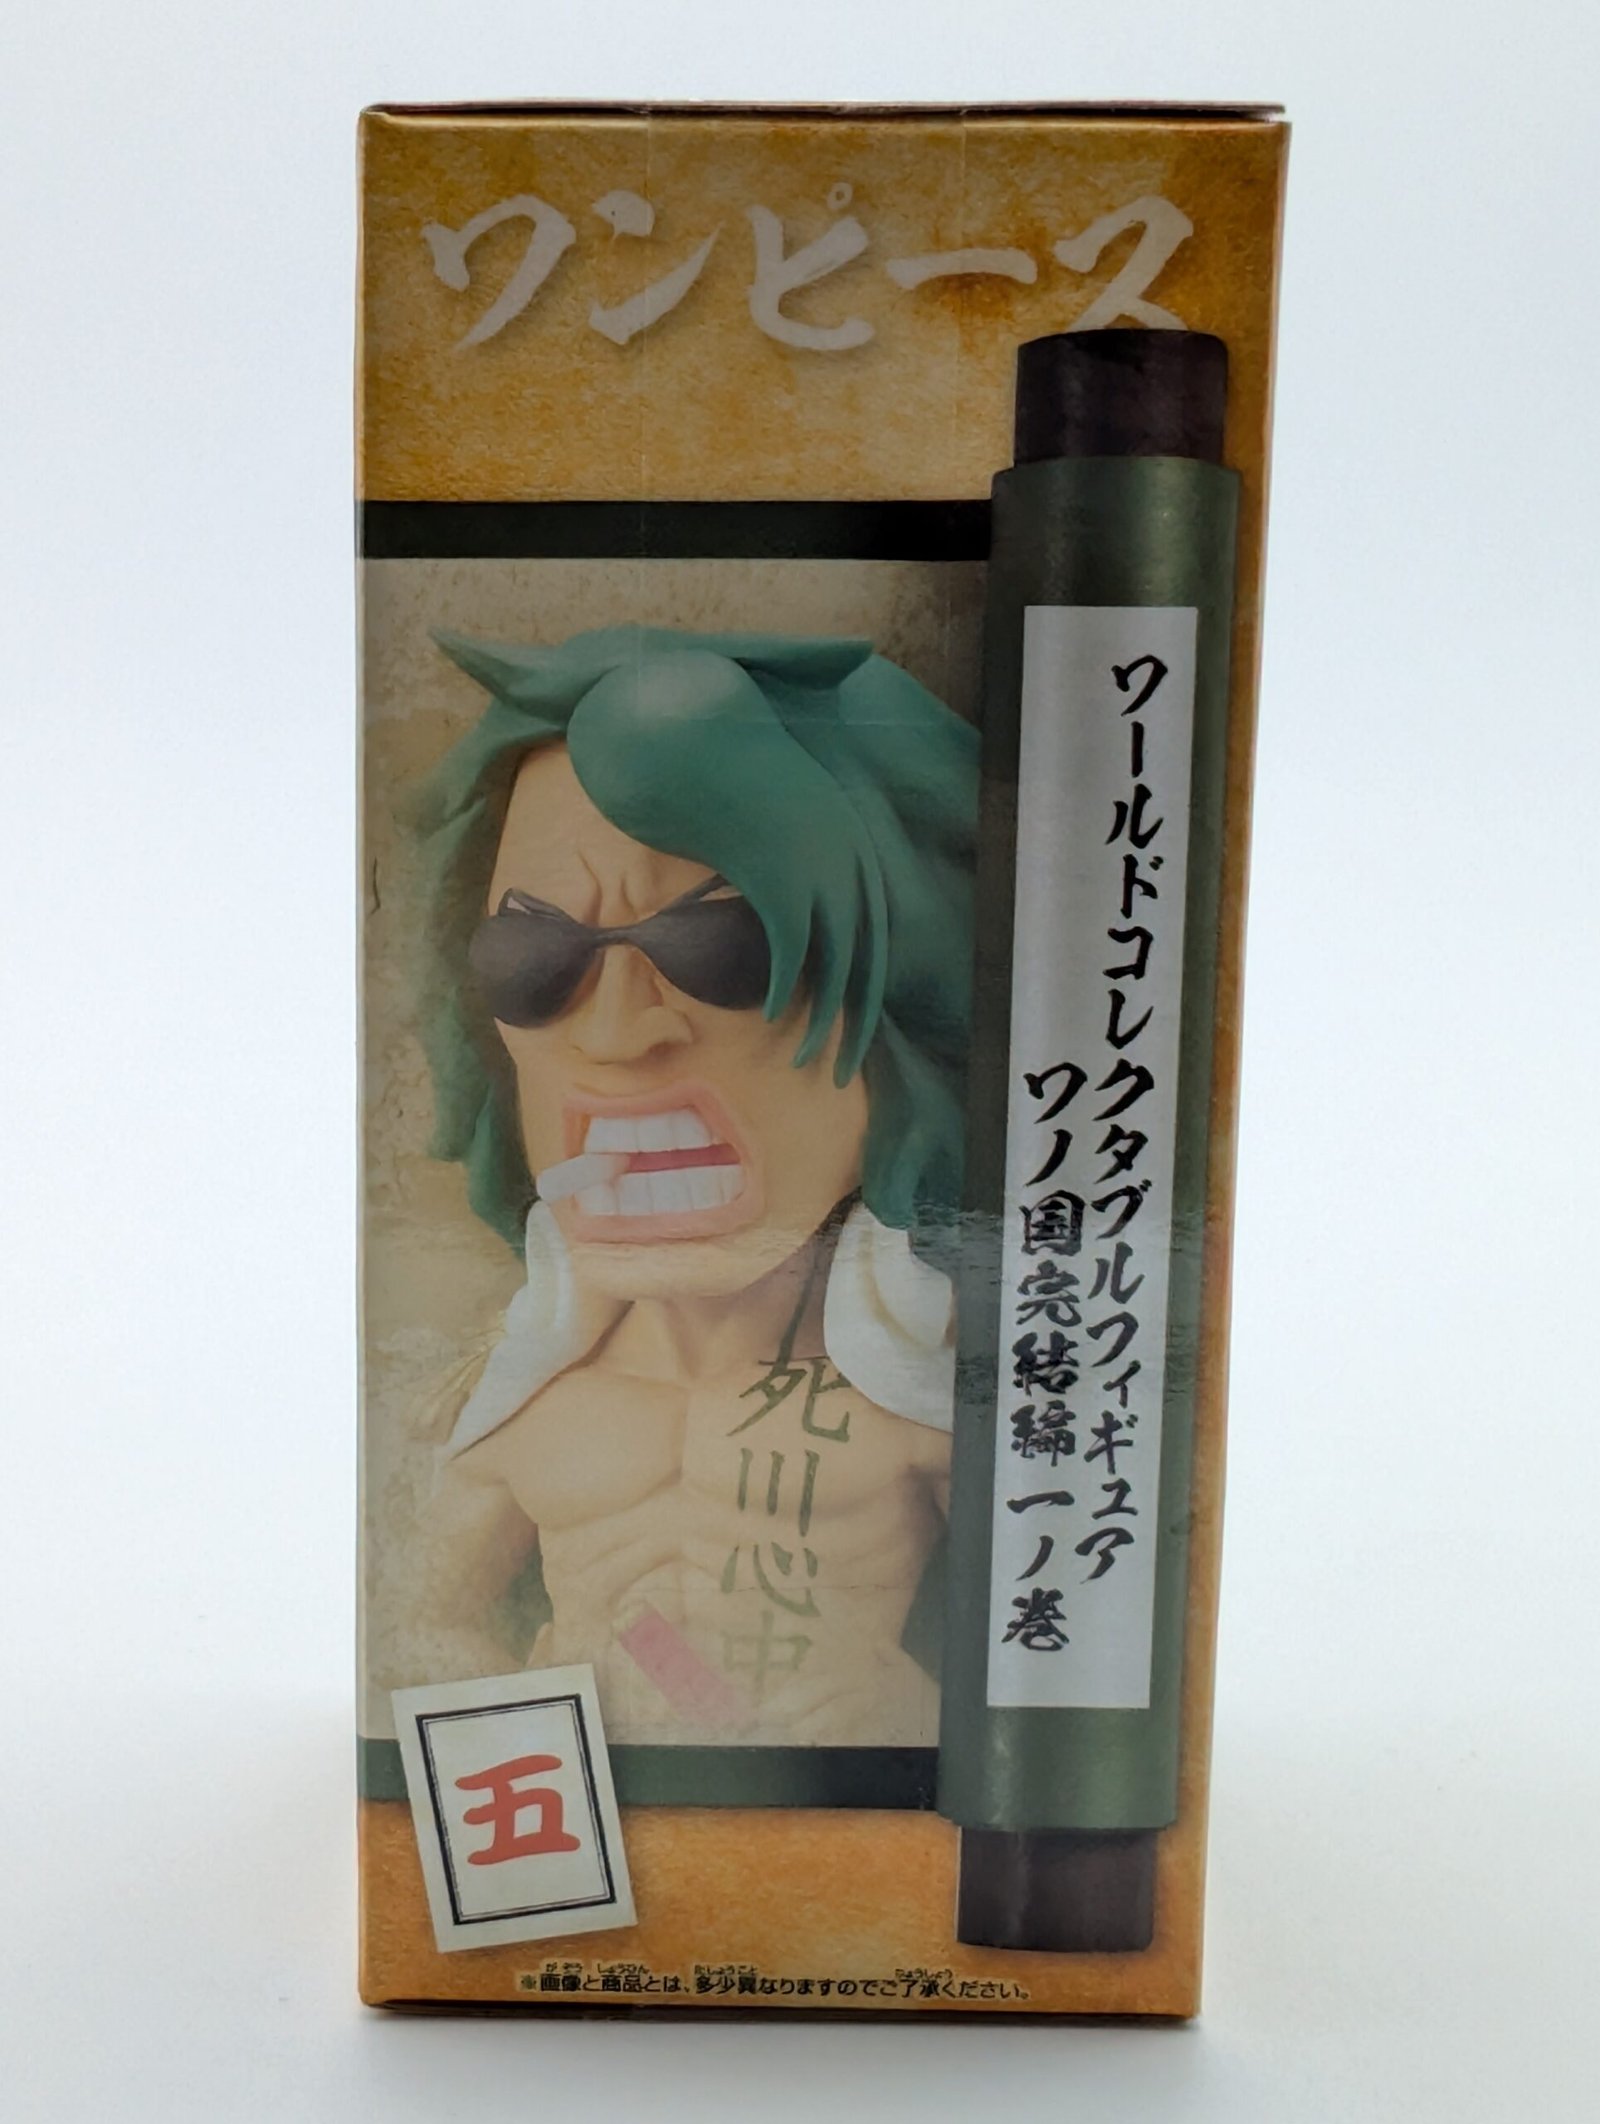 ワンピース
ワールドコレクタブルフィギュア
ワノ国完結編 一ノ巻
死川心中
五
※画像と商品とは、多少異なりますのでご了承ください。